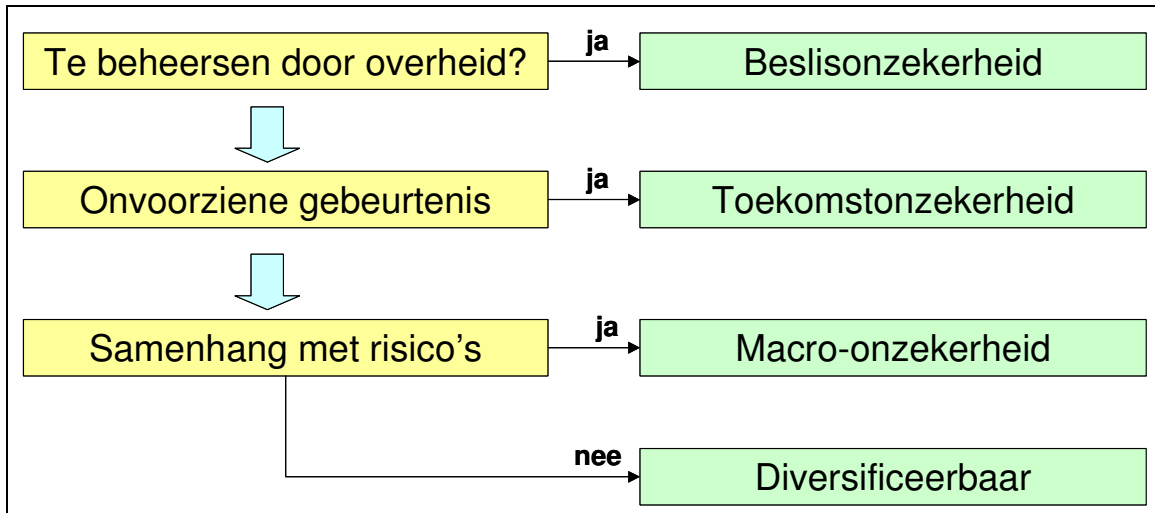 Te beheersen door overheid?
ja
Beslisonzekerheid
Onvoorziene gebeurtenis
ja
Toekomstonzekerheid
Samenhang met risico's
ja
Macro-onzekerheid
nee
Diversificeerbaar